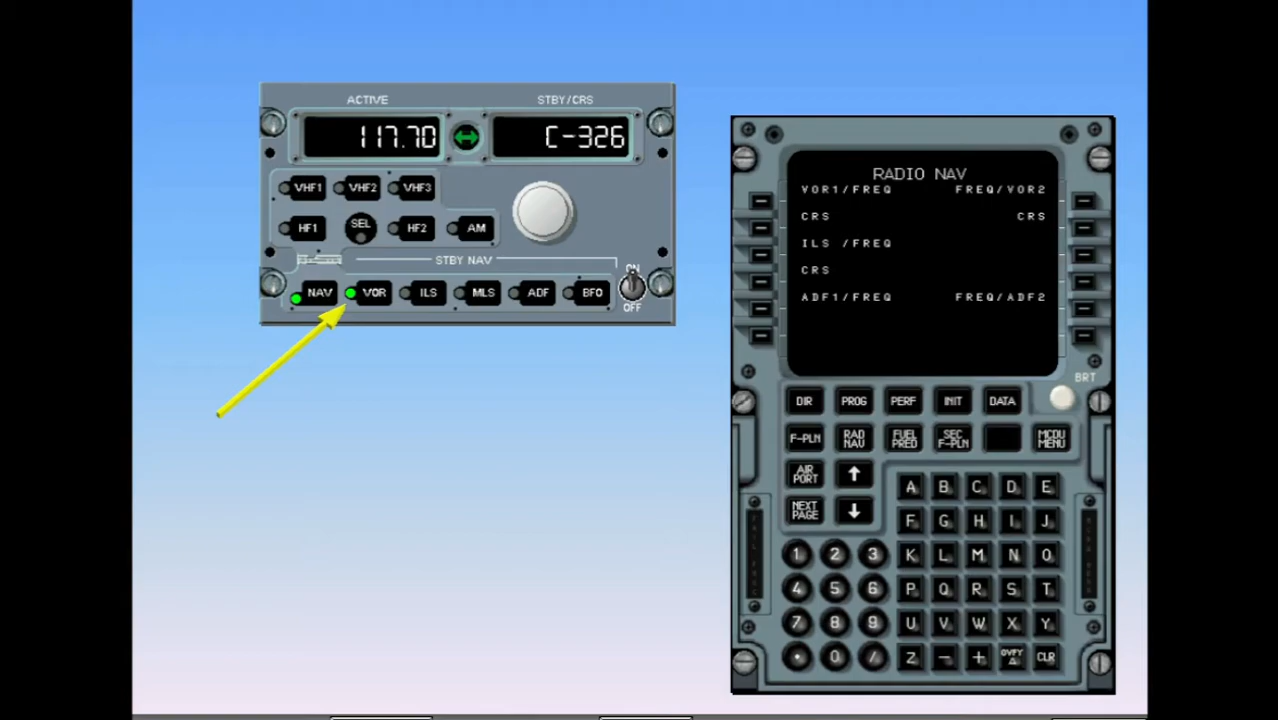 ACTIVE STBY/CRS
117.70 C-326
VHF1 VHF2 VHF3
HF1 SEL HF2 AM
STBY NAV
ON
NAV VOR ILS MLS ADF BFO
OFF
RADIO NAV
VOR1/FREQ FREQ/VOR2
CRS CRS
ILS /FREQ
CRS
ADF1/FREQ FREQ/ADF2
BRT
DIR PROG PERF INIT DATA
F-PLN RAD NAV FUEL PRED SEC F-PLN MCDU MENU
AIR PORT ↑
NEXT PAGE ↓
A B C D E
F G H I J
1 2 3 K L M N O
4 5 6 P Q R S T
7 8 9 U V W X Y
. 0 / Z - + OVFY Δ CLR